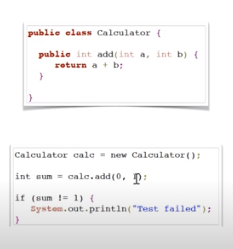 public class Calculator {
public int add(int a, int b) {
return a + b;
}
}
Calculator calc = new Calculator();
int sum = calc.add(0, 1);
if (sum != 1) {
System.out.println("Test failed");
}